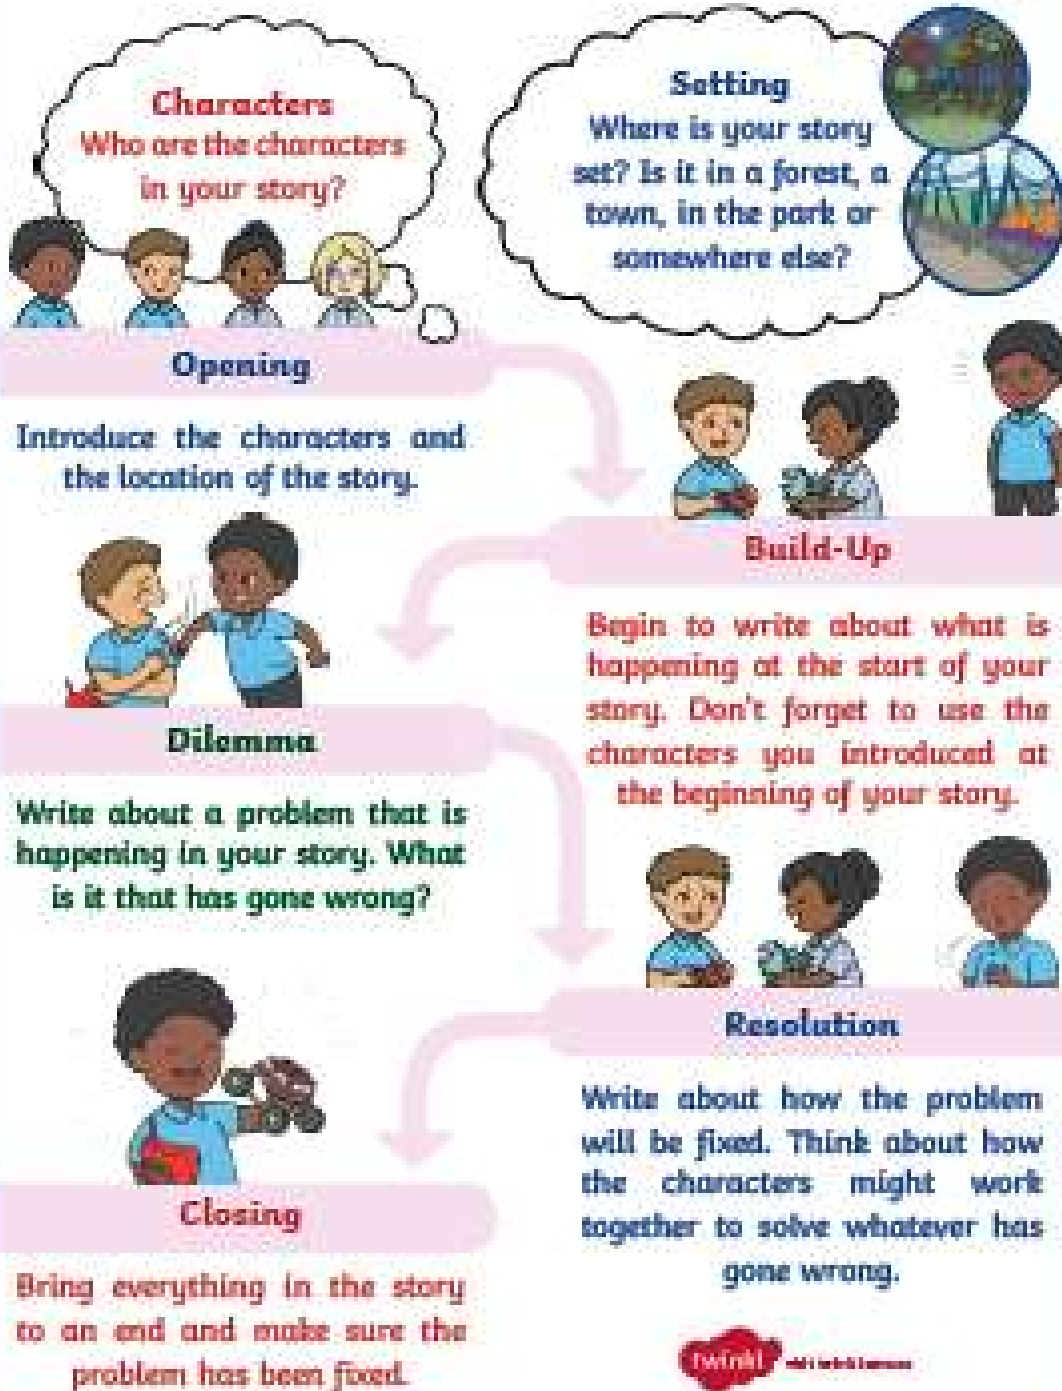 Characters
Who are the characters
in your story?
Setting
Where is your story
set? Is it in a forest, a
town, in the park or
somewhere else?
Opening
Introduce the characters and
the location of the story.
Build-Up
Begin to write about what is
happening at the start of your
story. Don't forget to use the
characters you introduced at
the beginning of your story.
Dilemma
Write about a problem that is
happening in your story. What
is it that has gone wrong?
Resolution
Write about how the problem
will be fixed. Think about how
the characters might work
together to solve whatever has
gone wrong.
Closing
Bring everything in the story
to an end and make sure the
problem has been fixed.
twinkl